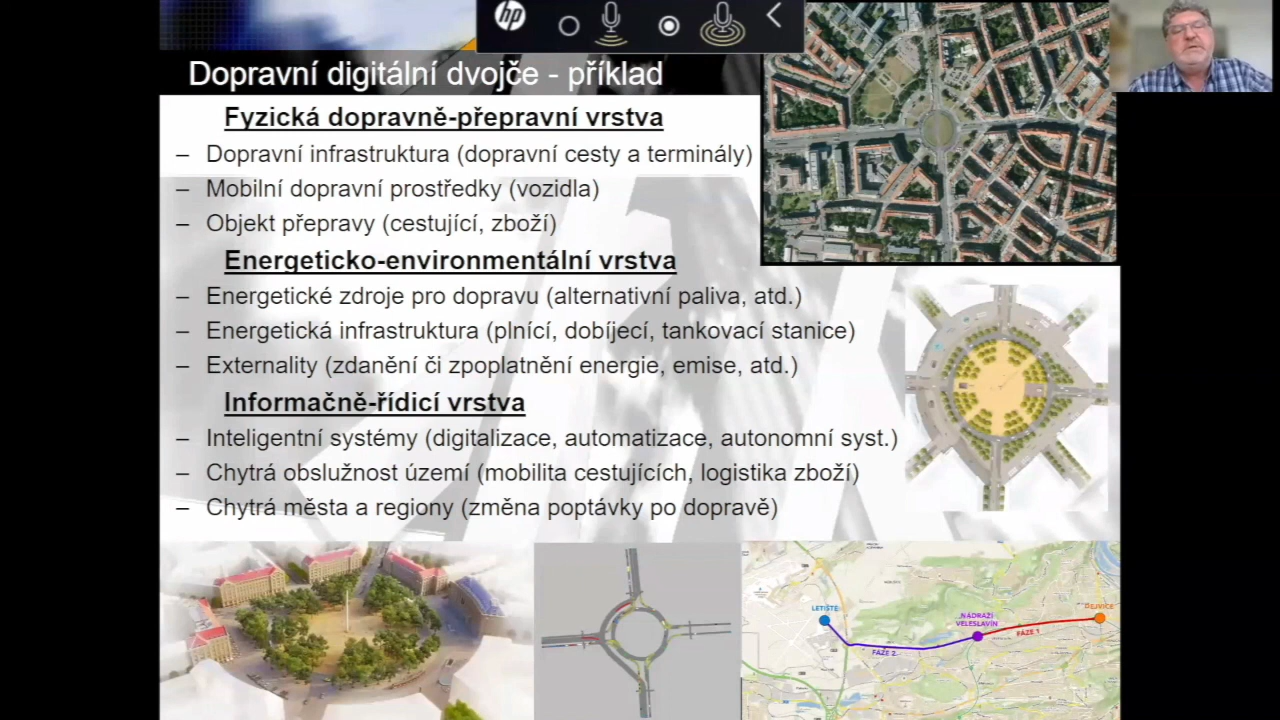 hp
Dopravní digitální dvojče - příklad
Fyzická dopravně-přepravní vrstva
– Dopravní infrastruktura (dopravní cesty a terminály)
– Mobilní dopravní prostředky (vozidla)
– Objekt přepravy (cestující, zboží)
Energeticko-environmentální vrstva
– Energetické zdroje pro dopravu (alternativní paliva, atd.)
– Energetická infrastruktura (plnící, dobíjecí, tankovací stanice)
– Externality (zdanění či zpoplatnění energie, emise, atd.)
Informačně-řídicí vrstva
– Inteligentní systémy (digitalizace, automatizace, autonomní syst.)
– Chytrá obslužnost území (mobilita cestujících, logistika zboží)
– Chytrá města a regiony (změna poptávky po dopravě)
LETIŠTĚ
NÁDRAŽÍ
VELESLAVÍN
DEJVICE
FÁZE 1
FÁZE 2